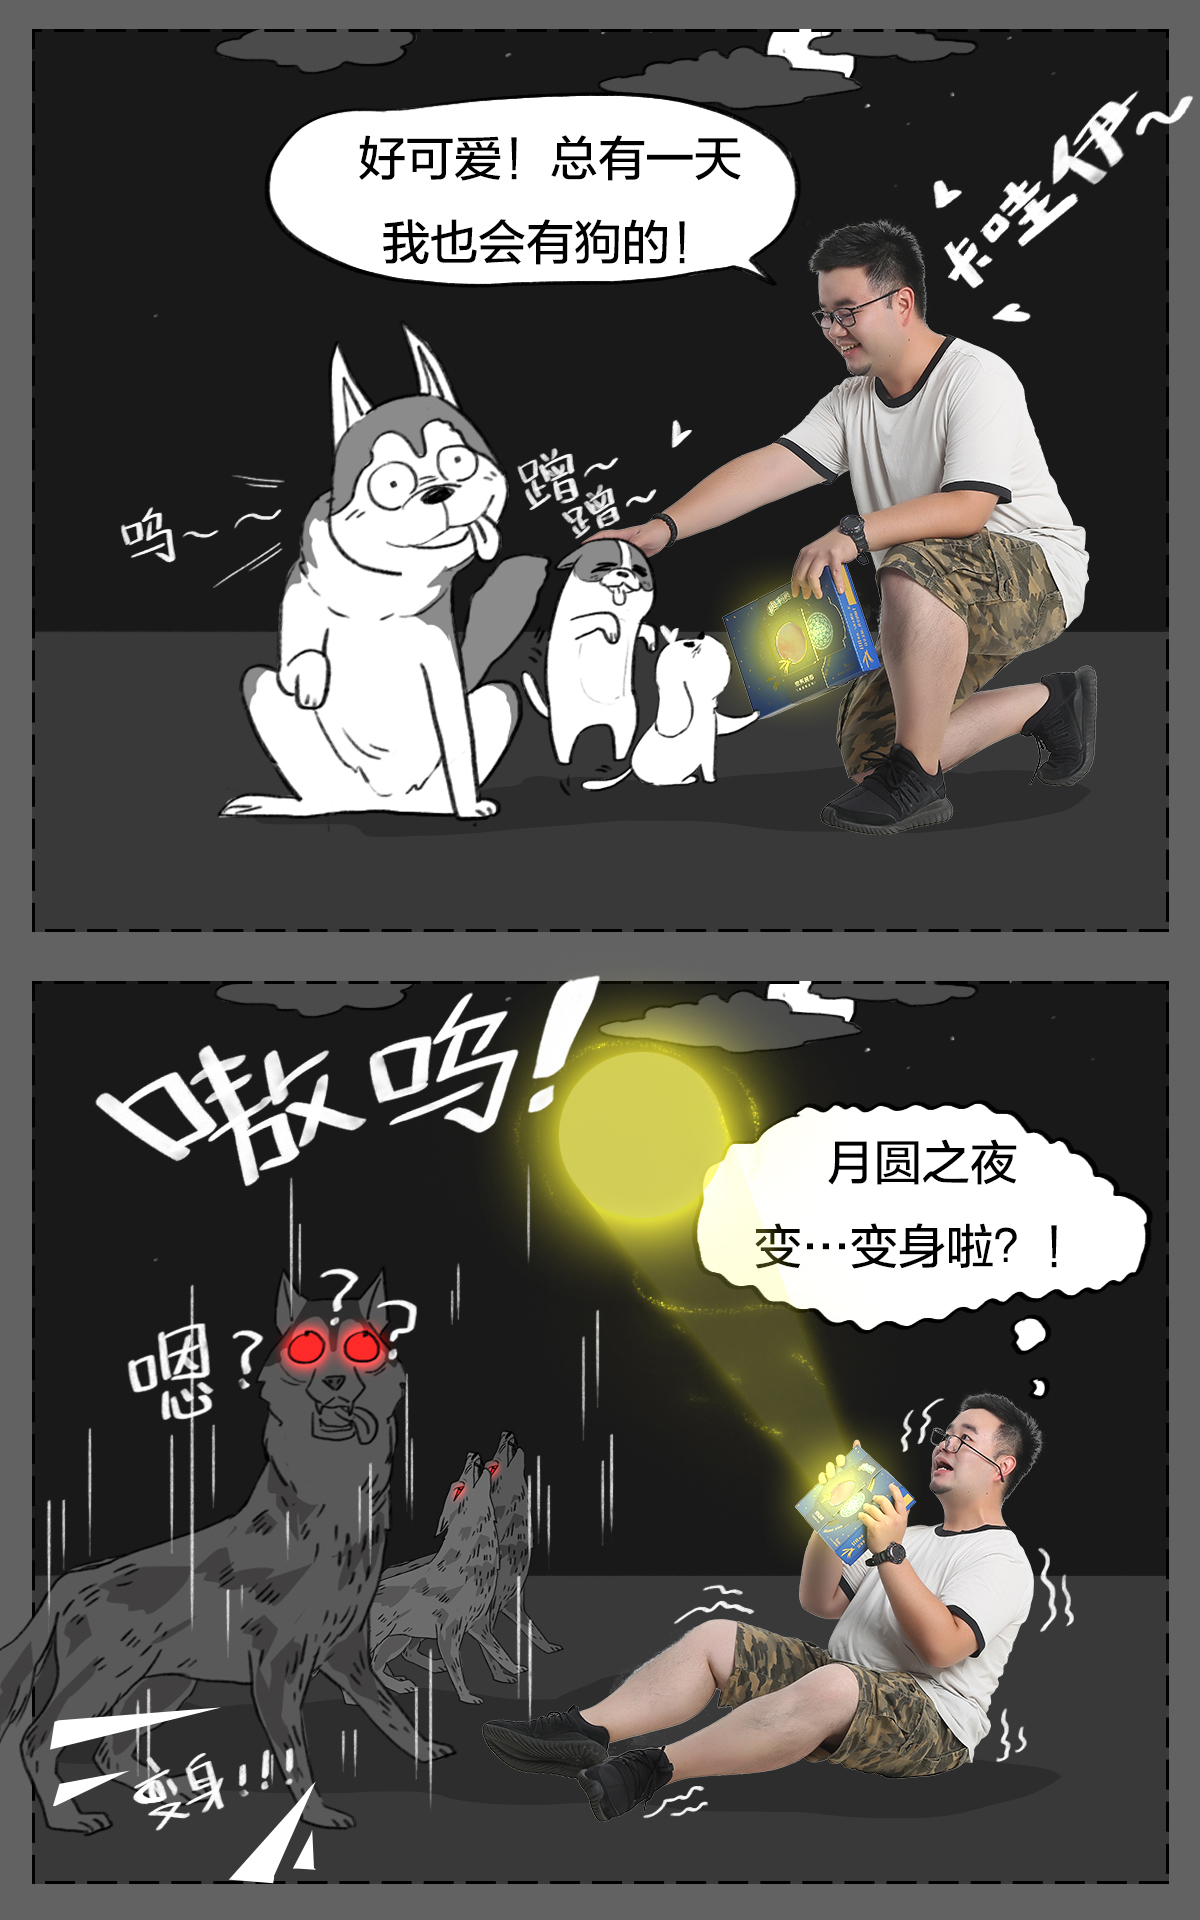 好可爱！总有一天
我也会有狗的！
卡哇伊~
呜~~
蹭~
蹭~
嗷呜！
月圆之夜
变…变身啦？！
嗯？??
变身!!!